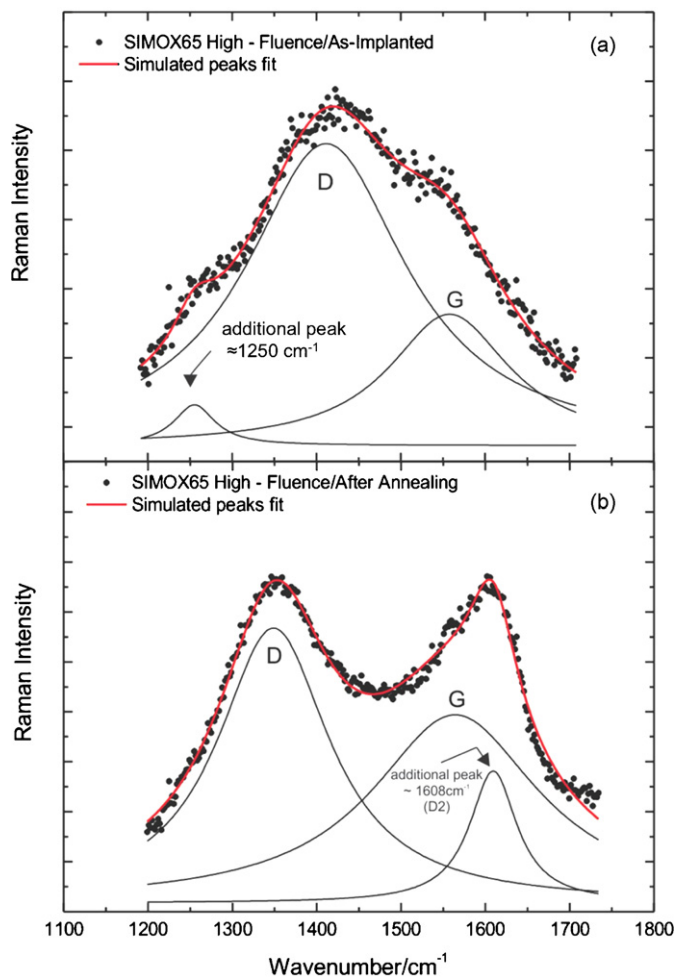 SIMOX65 High - Fluence/As-Implanted
(a)
Simulated peaks fit
Raman Intensity
D
G
additional peak
≈1250 cm⁻¹
SIMOX65 High - Fluence/After Annealing
(b)
Simulated peaks fit
Raman Intensity
D
G
additional peak
~ 1608cm⁻¹
(D2)
1100 1200 1300 1400 1500 1600 1700 1800
Wavenumber/cm⁻¹